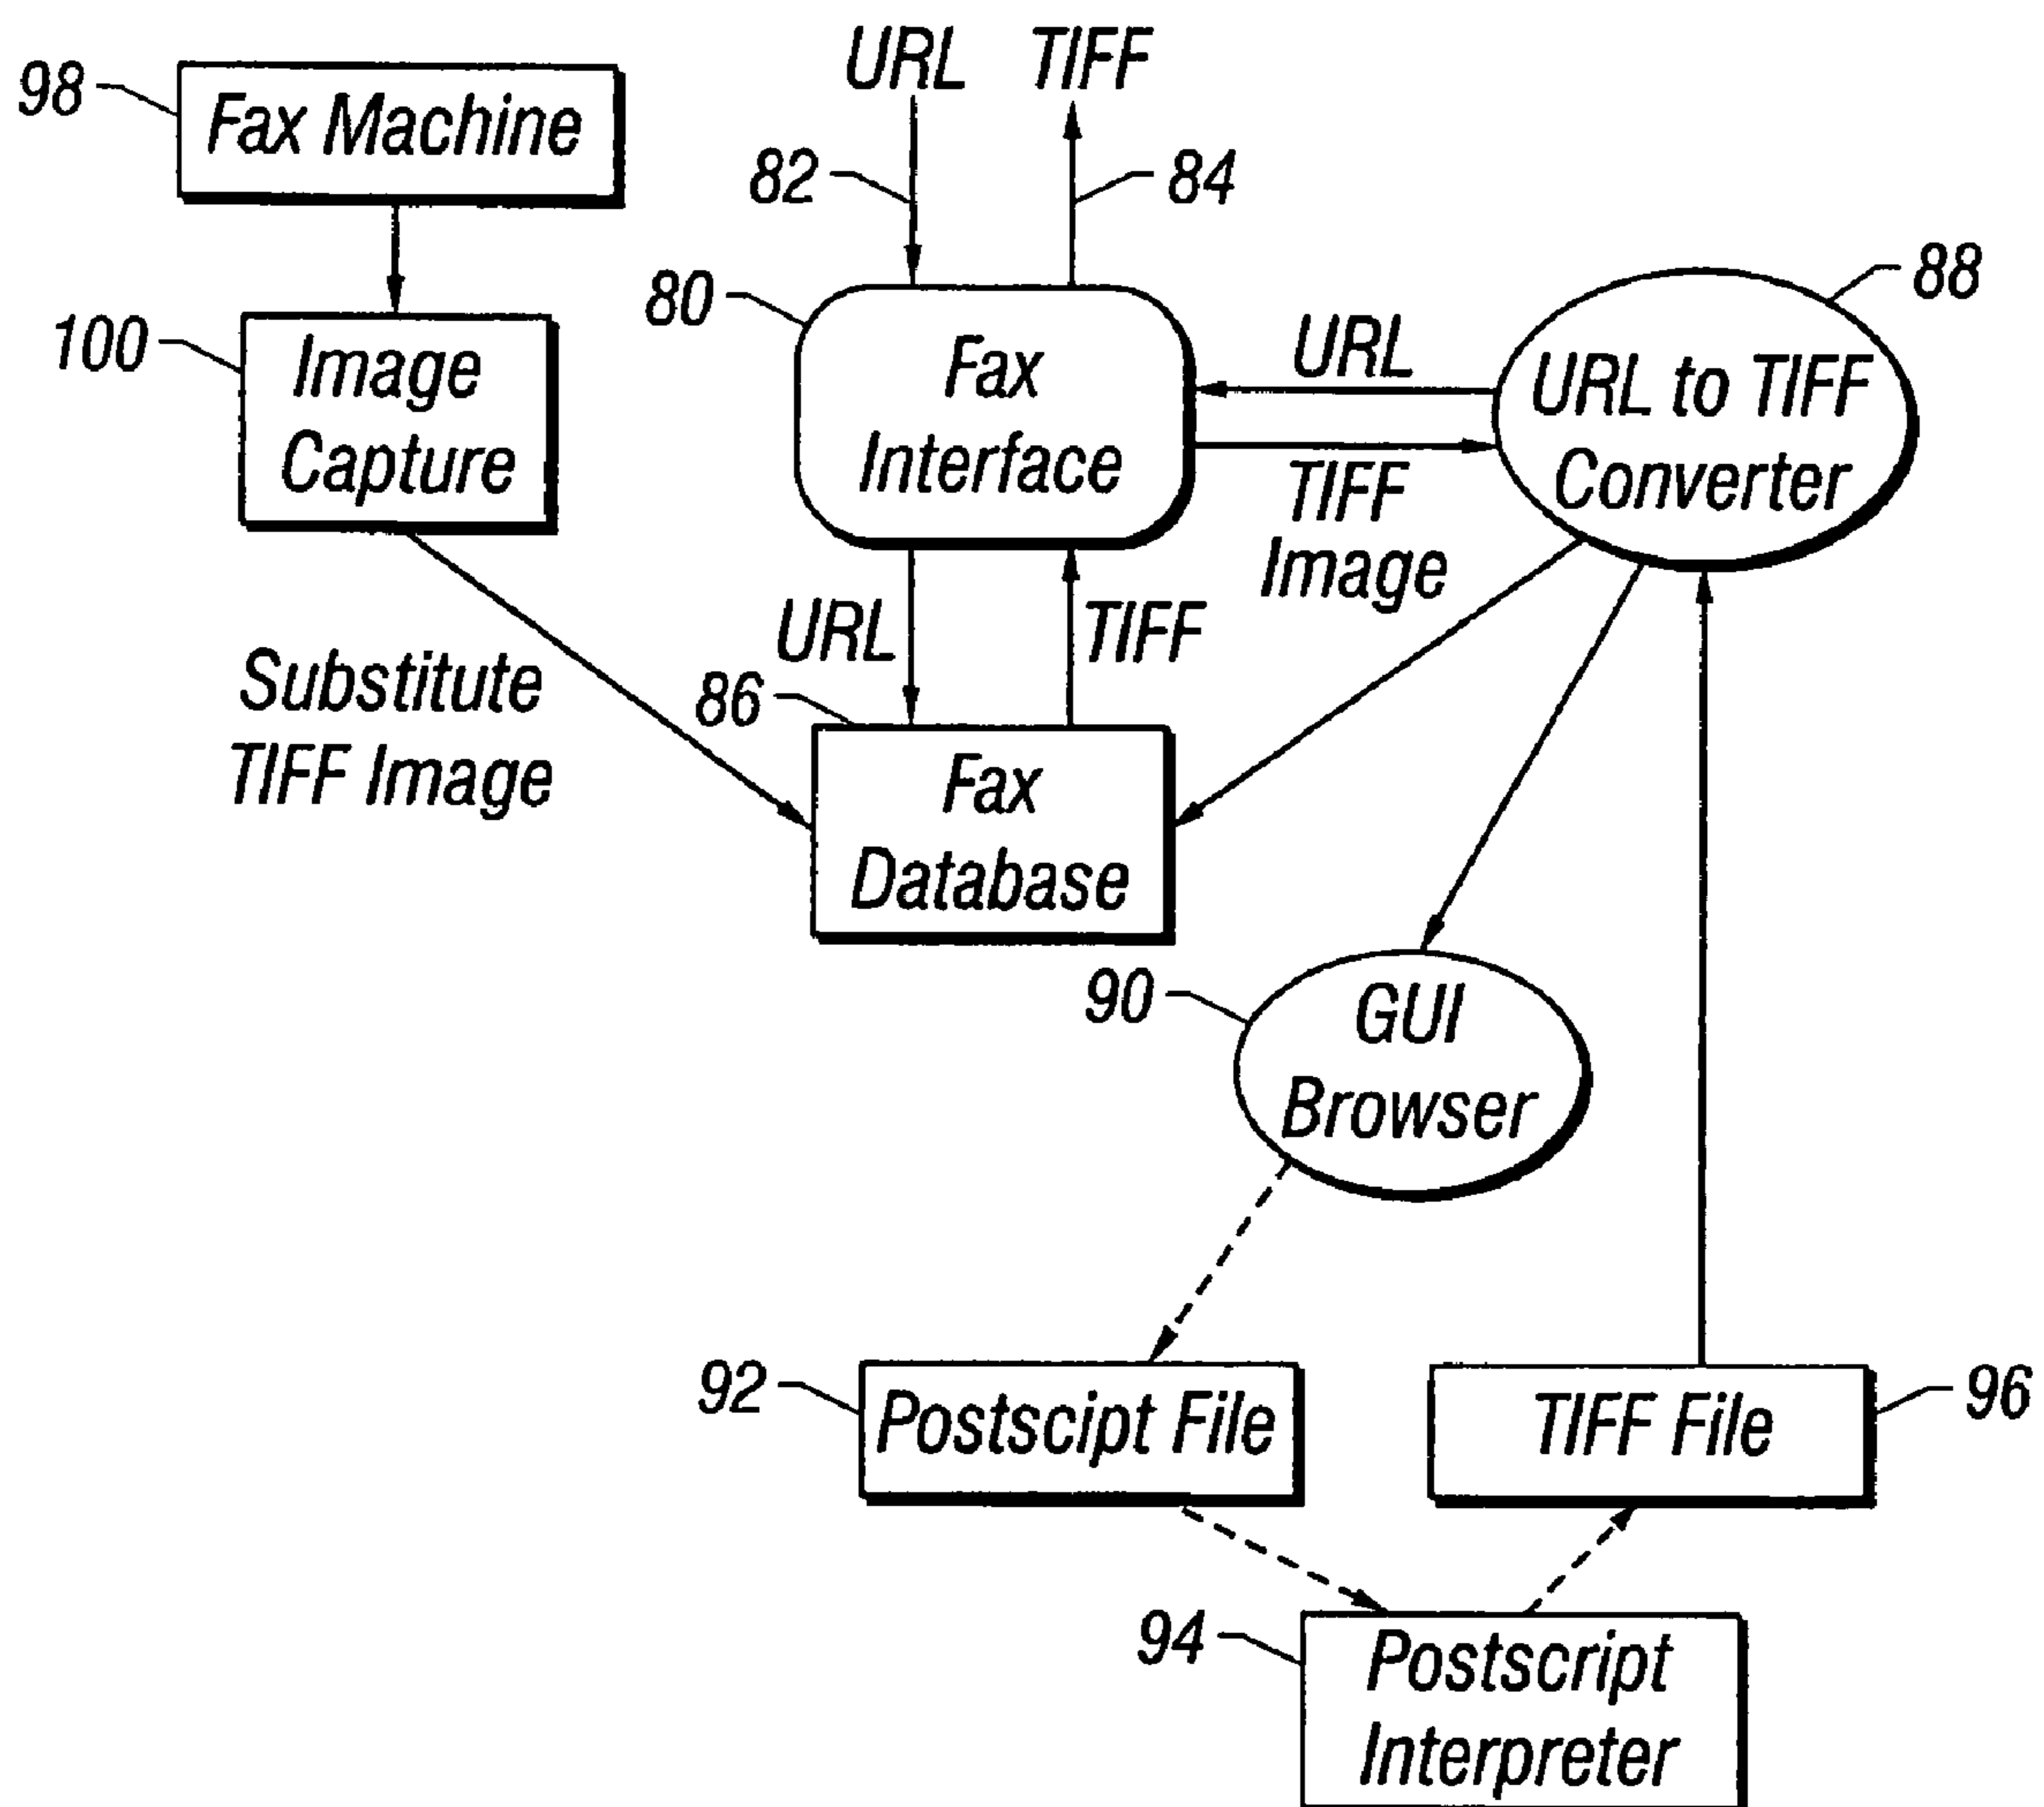 URL TIFF
98
Fax Machine
82
84
80
88
100
Image
Capture
Fax
Interface
URL
URL to TIFF
Converter
TIFF
Image
URL
TIFF
Substitute
TIFF Image
86
Fax
Database
90
GUI
Browser
92
Postscipt File
TIFF File
96
94
Postscript
Interpreter